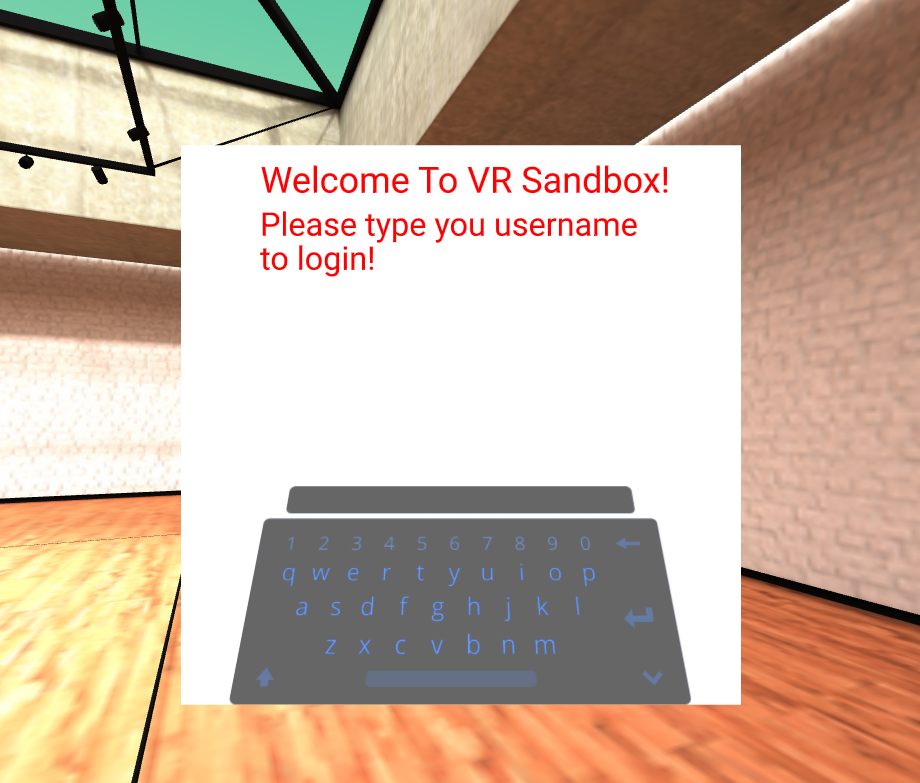 Welcome To VR Sandbox!
Please type you username
to login!
1 2 3 4 5 6 7 8 9 0
q w e r t y u i o p
a s d f g h j k l
z x c v b n m